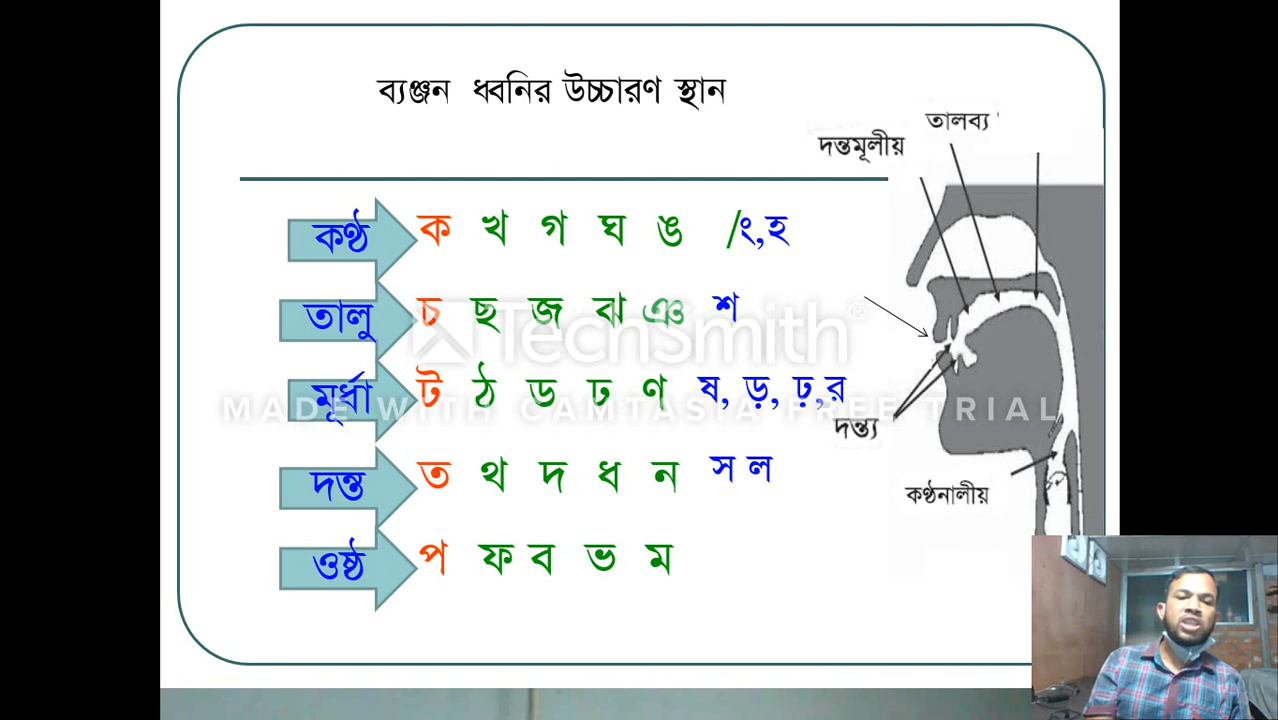 ব্যঞ্জন ধ্বনির উচ্চারণ স্থান
তালব্য
দন্তমূলীয়
কণ্ঠ ক খ গ ঘ ঙ /ং,হ
তালু চ ছ জ ঝ ঞ শ
TechSmith®
মূর্ধা ট ঠ ড ঢ ণ ষ, ড়, ঢ়,র
MADE WITH CAMTASIA FREE TRIAL
দন্ত্য
দন্ত ত থ দ ধ ন স ল
কণ্ঠনালীয়
ওষ্ঠ প ফ ব ভ ম